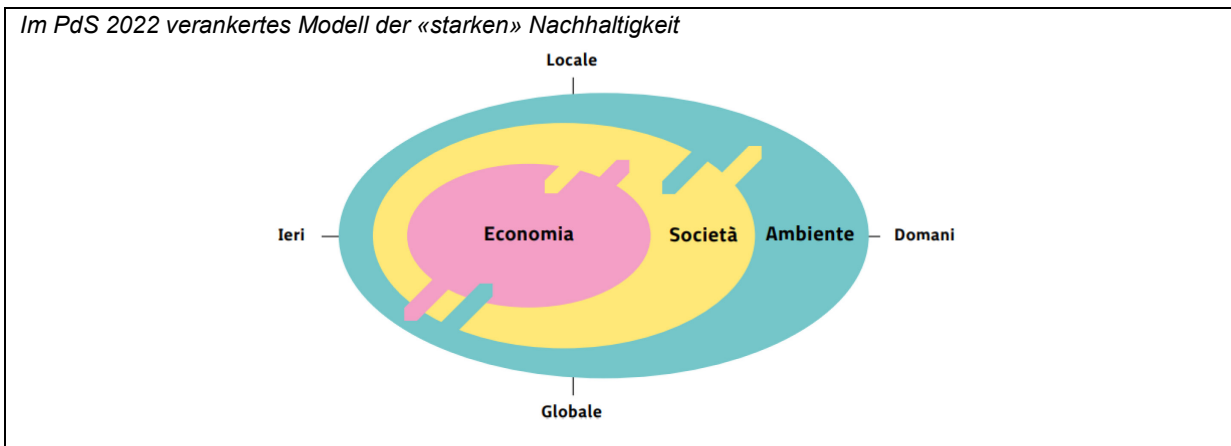 Im PdS 2022 verankertes Modell der «starken» Nachhaltigkeit
Locale
Ieri
Economia
Società
Ambiente
Domani
Globale